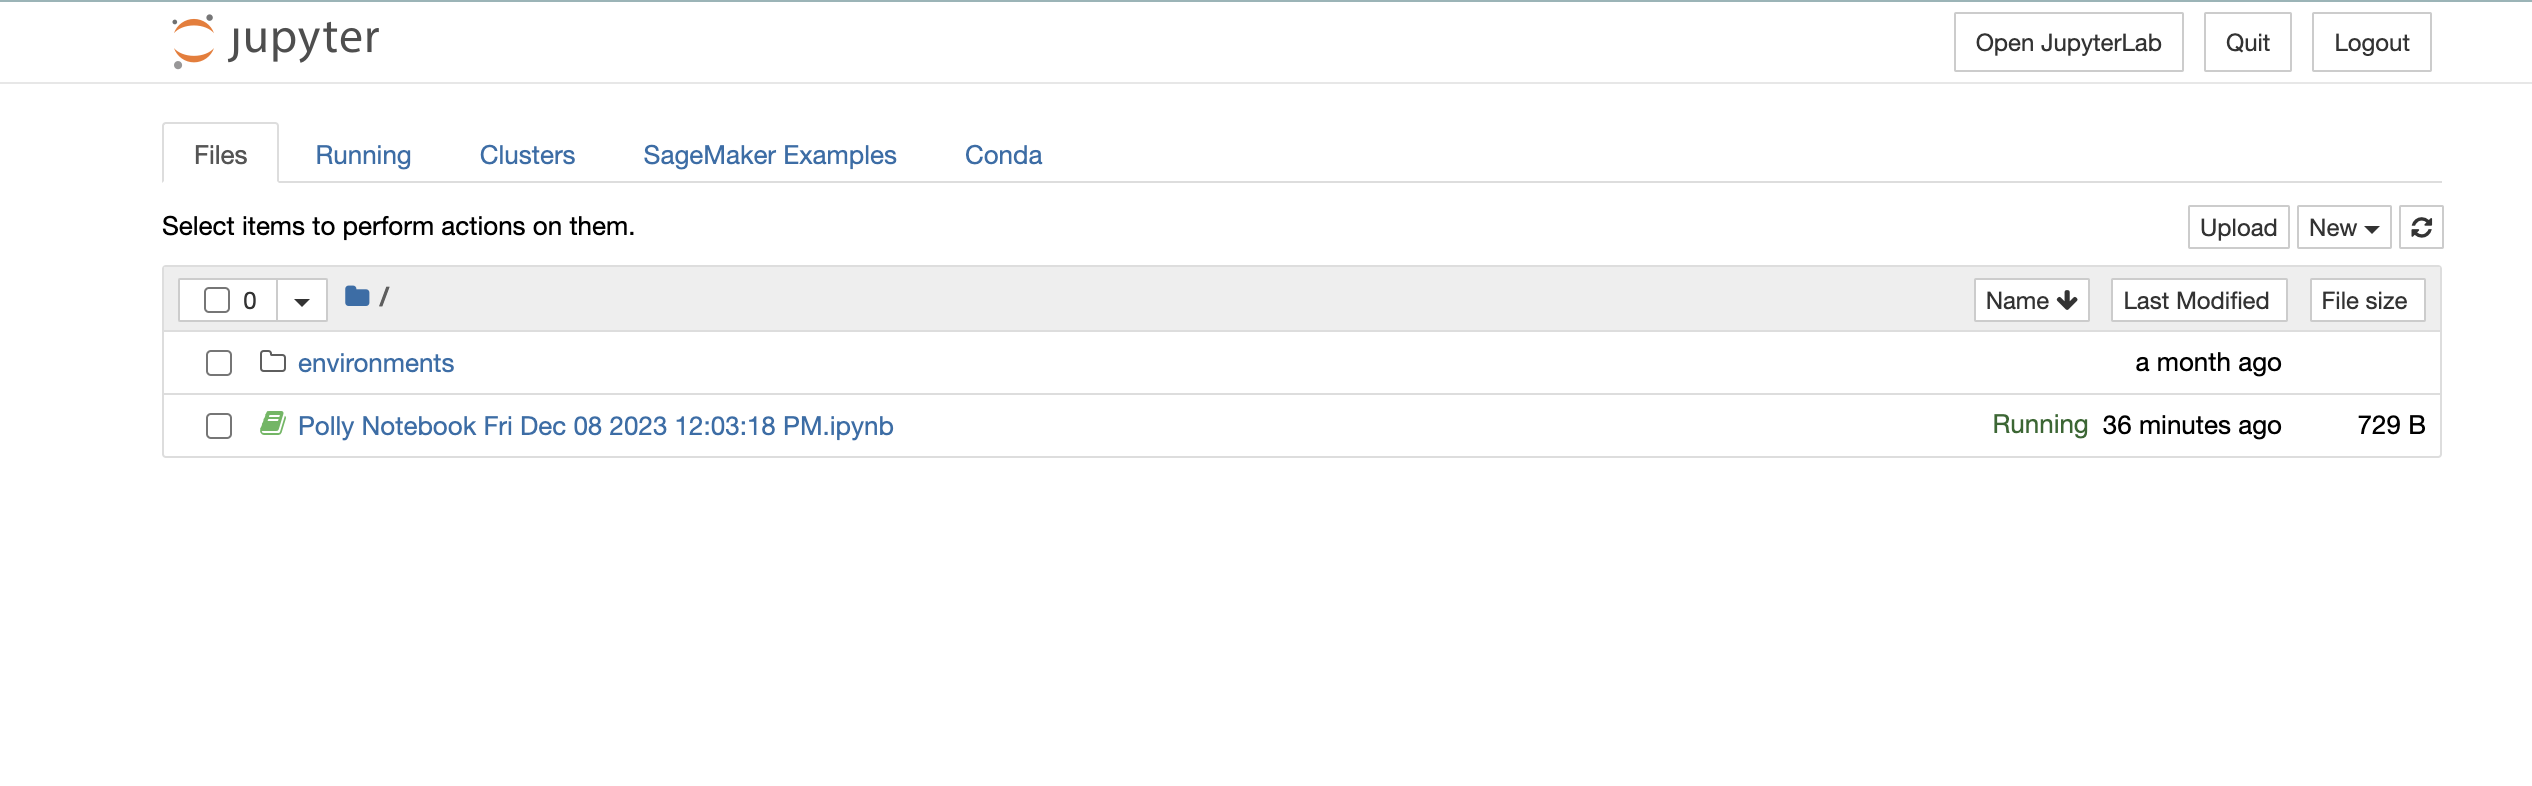 jupyter
Open JupyterLab Quit Logout
Files Running Clusters SageMaker Examples Conda
Select items to perform actions on them. Upload New
0 / Name Last Modified File size
environments a month ago
Polly Notebook Fri Dec 08 2023 12:03:18 PM.ipynb Running 36 minutes ago 729 B